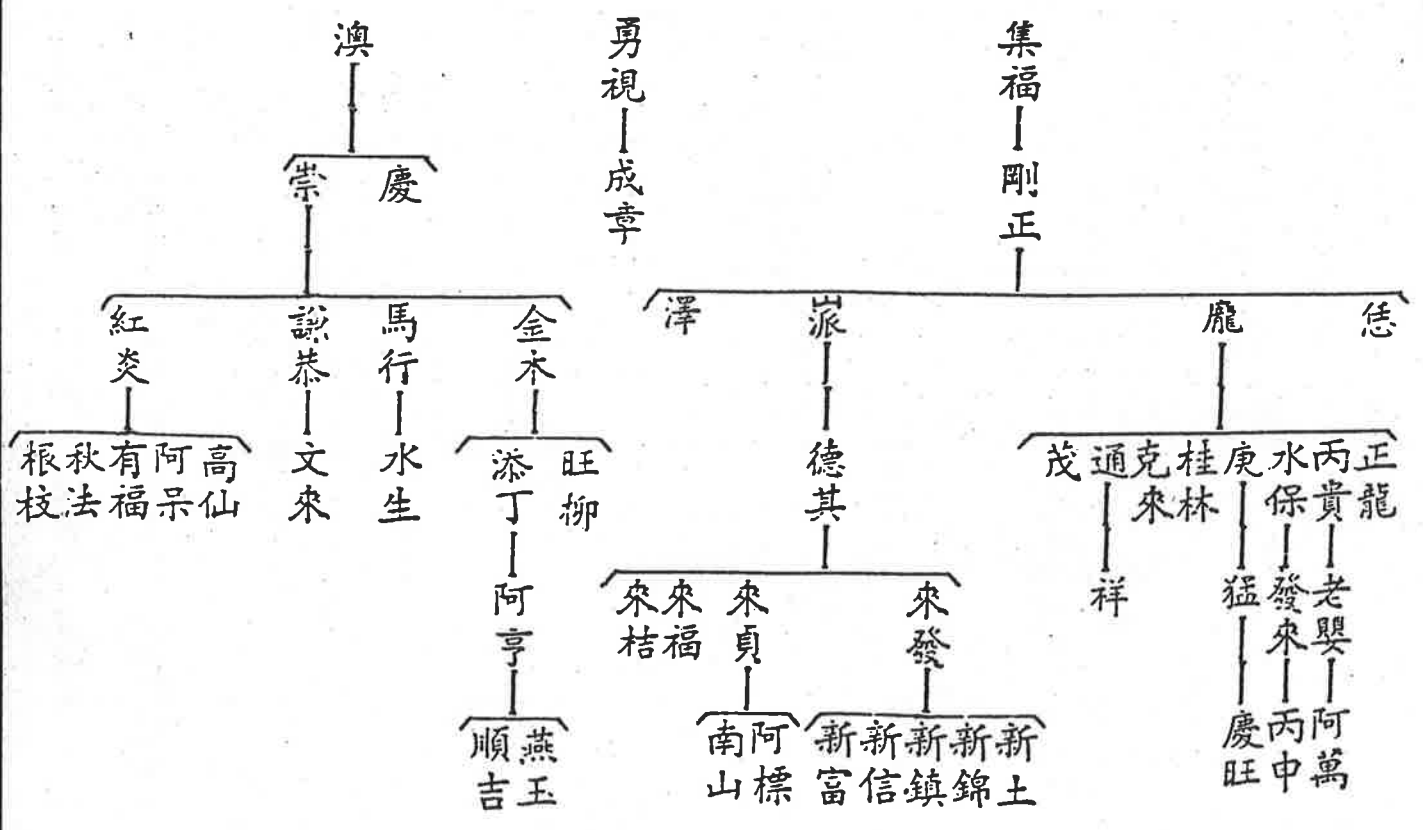 集福
剛正
恁
龐
派
澤
正龍
丙貴
水保
庚
桂林
克來
通
茂
老嬰
發來
猛
祥
阿萬
丙申
慶旺
德其
來發
來貞
來福
來桔
新土
新錦
新鎮
新信
新富
阿標
南山
勇視
成章
澳
慶
崇
金木
馬行
謙恭
紅炎
旺柳
添丁
水生
文來
高仙
阿呆
有福
秋法
根枝
阿亨
燕玉
順吉